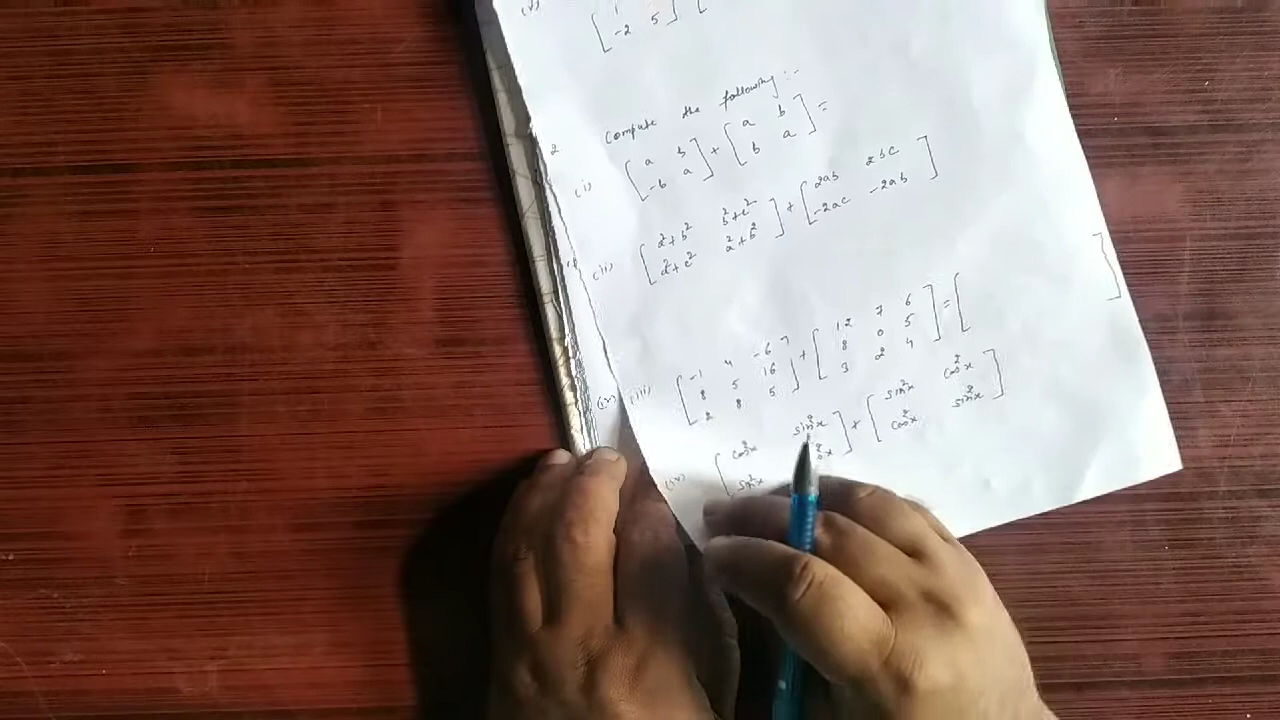 (v) [1
-2 5] [
2. Compute the following :-
(i) [a b
-b a] + [a b
b a] =
(ii) [a²+b² b²+c²
a²+c² a²+b²] + [2ab 2bc
-2ac -2ab]
(iii) [-1 4 -6
8 5 16
2 8 5] + [12 7 6
8 0 5
3 2 4] = [ ]
(iv) [cos²x sin²x
sin²x] + [sin²x cos²x
cos²x sin²x]